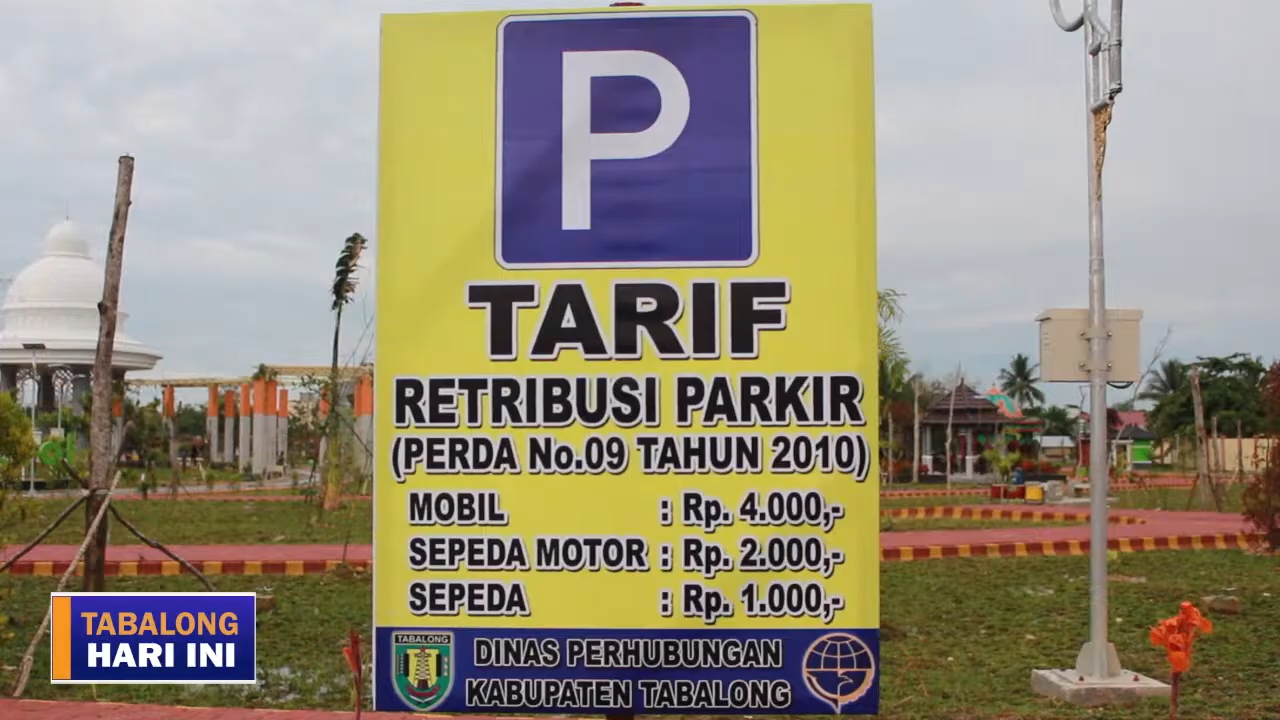 P
TARIF
RETRIBUSI PARKIR
(PERDA No.09 TAHUN 2010)
MOBIL : Rp. 4.000,-
SEPEDA MOTOR : Rp. 2.000,-
SEPEDA : Rp. 1.000,-
TABALONG
DINAS PERHUBUNGAN
KABUPATEN TABALONG
TABALONG
HARI INI